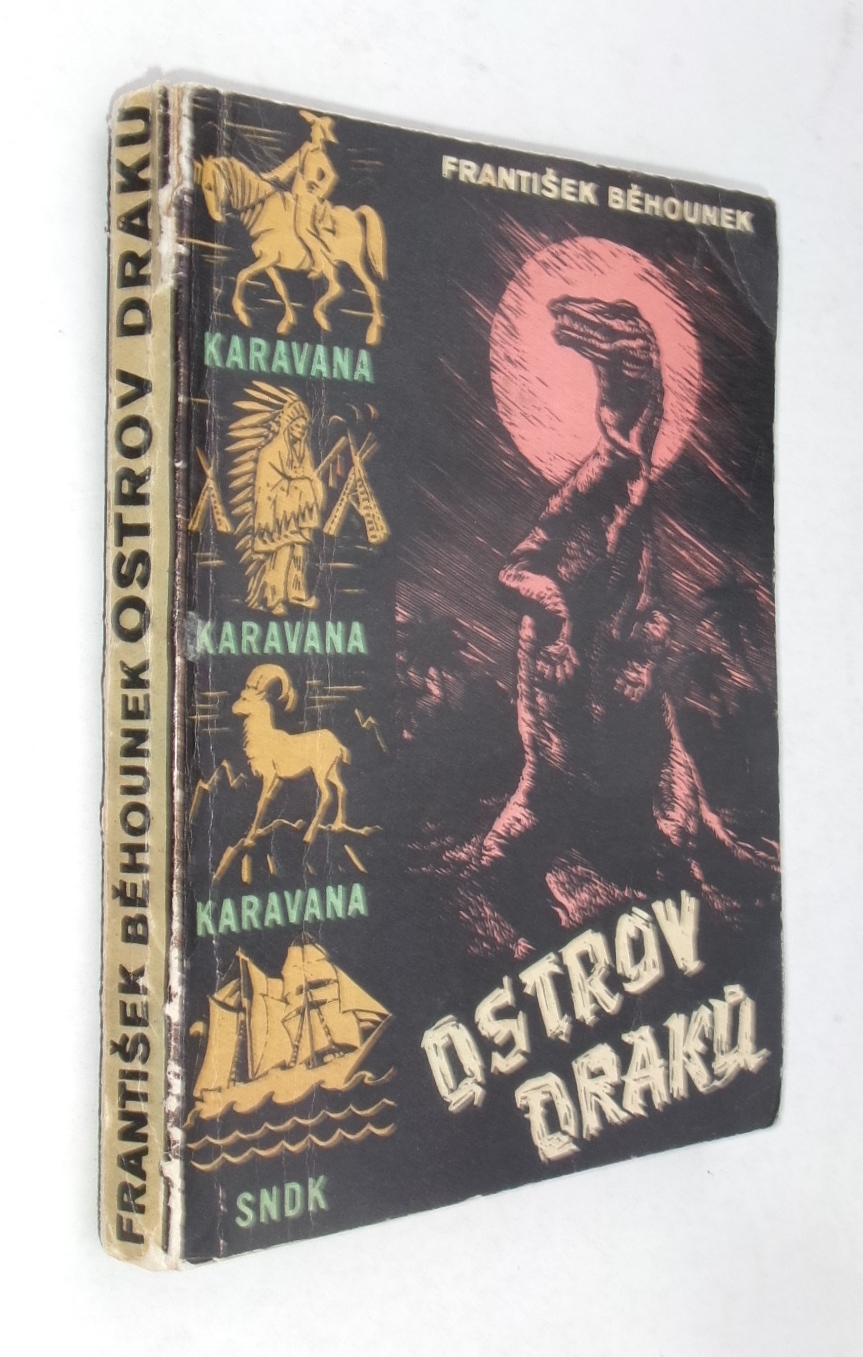 FRANTIŠEK BĚHOUNEK OSTROV DRAKŮ
FRANTIŠEK BĚHOUNEK
KARAVANA
KARAVANA
KARAVANA
SNDK
OSTROV
DRAKŮ